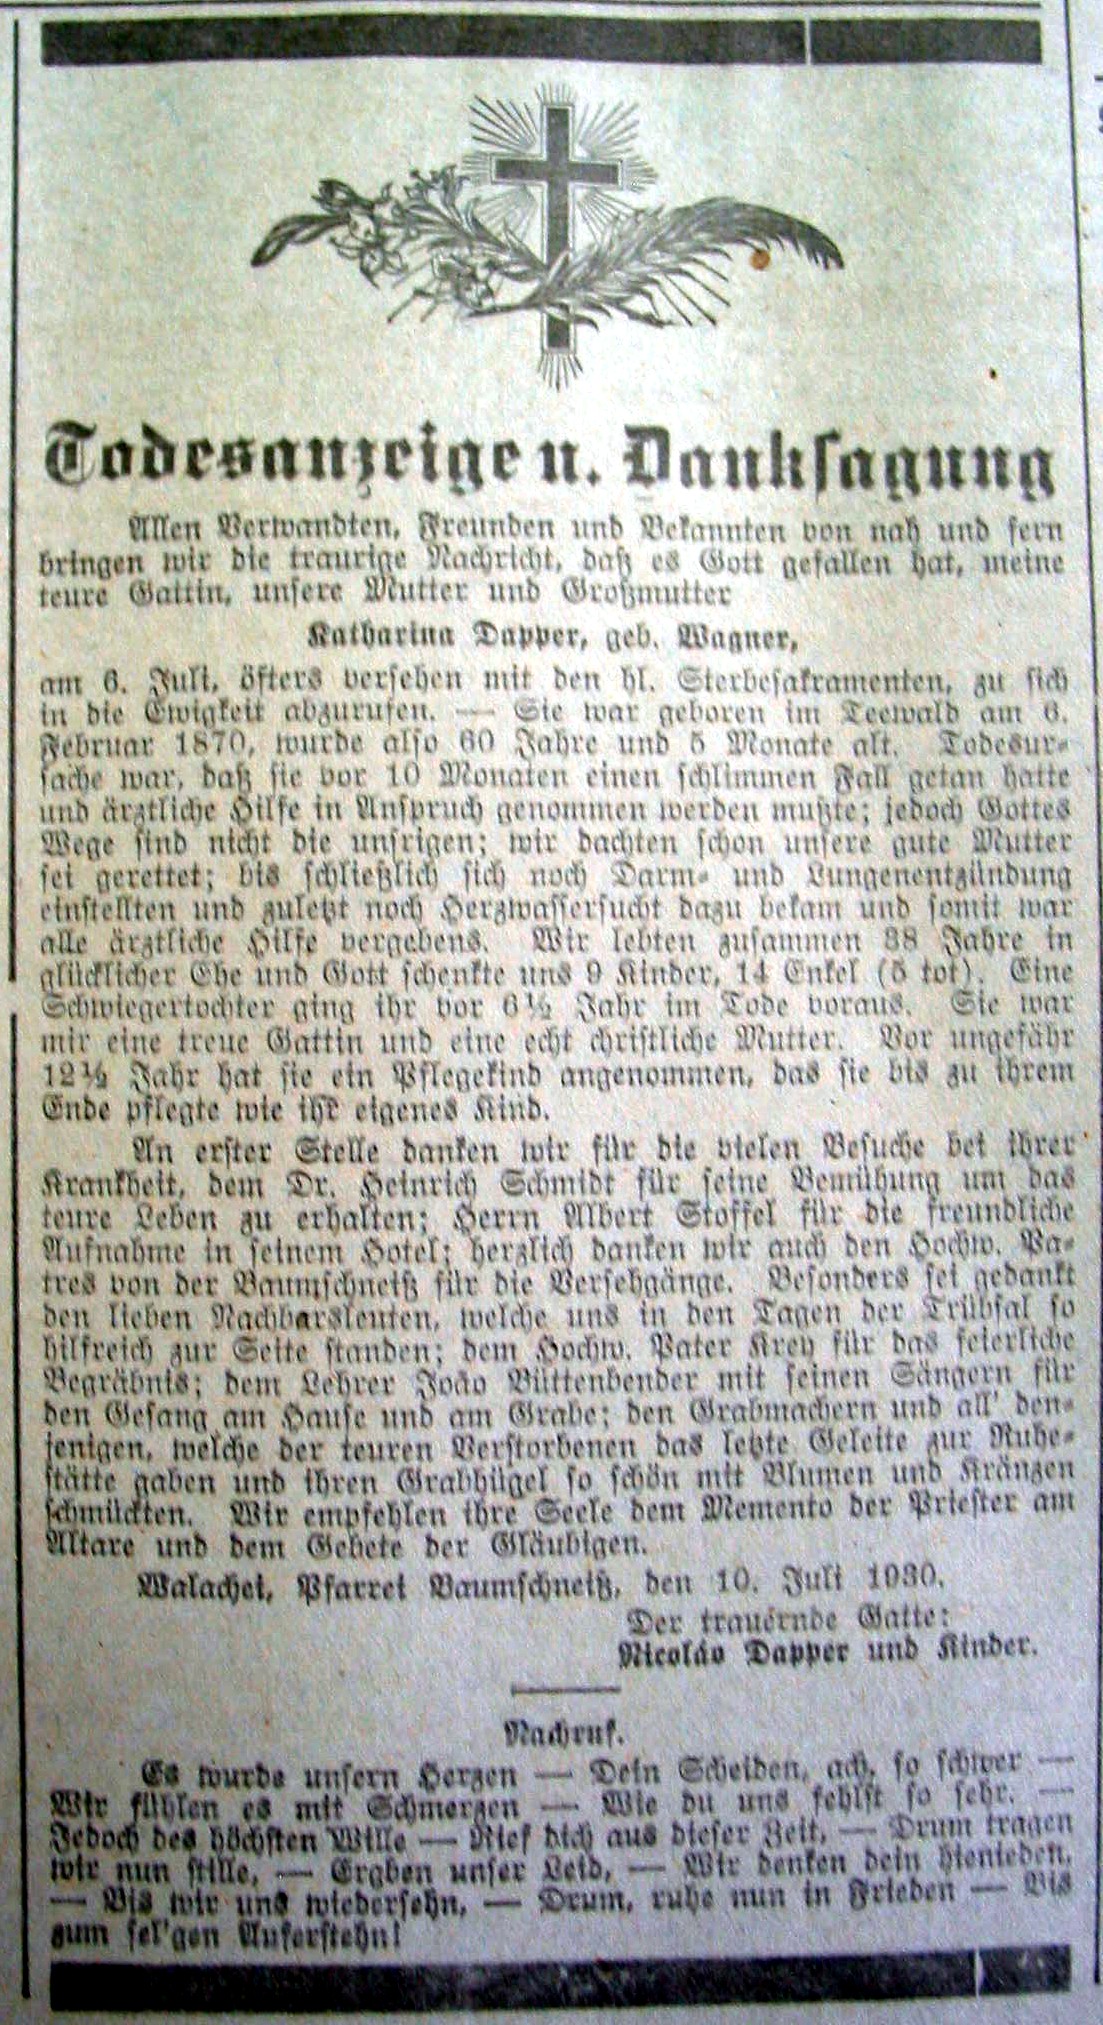 Todesanzeige u. Danksagung
Allen Verwandten, Freunden und Bekannten von nah und fern
bringen wir die traurige Nachricht, daß es Gott gefallen hat, meine
teure Gattin, unsere Mutter und Großmutter
Katharina Dapper, geb. Wagner,
am 6. Juli, öfters versehen mit den hl. Sterbesakramenten, zu sich
in die Ewigkeit abzurufen. — Sie war geboren im Teewald am 6.
Februar 1870, wurde also 60 Jahre und 5 Monate alt. Todesur-
sache war, daß sie vor 10 Monaten einen schlimmen Fall getan hatte
und ärztliche Hilfe in Anspruch genommen werden mußte; jedoch Gottes
Wege sind nicht die unsrigen; wir dachten schon unsere gute Mutter
sei gerettet; bis schließlich sich noch Darm- und Lungenentzündung
einstellten und zuletzt noch Herzwassersucht dazu bekam und somit war
alle ärztliche Hilfe vergebens. Wir lebten zusammen 38 Jahre in
glücklicher Ehe und Gott schenkte uns 9 Kinder, 14 Enkel (5 tot). Eine
Schwiegertochter ging ihr vor 6½ Jahr im Tode voraus. Sie war
mir eine treue Gattin und eine echt christliche Mutter. Vor ungefähr
12½ Jahr hat sie ein Pflegekind angenommen, das sie bis zu ihrem
Ende pflegte wie ihr eigenes Kind.
An erster Stelle danken wir für die vielen Besuche bei ihrer
Krankheit, dem Dr. Heinrich Schmidt für seine Bemühung um das
teure Leben zu erhalten; Herrn Albert Stoffel für die freundliche
Aufnahme in seinem Hotel; herzlich danken wir auch den Hochw. Pa-
tres von der Baumschneiß für die Versehgänge. Besonders sei gedankt
den lieben Nachbarsleuten, welche uns in den Tagen der Trübsal so
hilfreich zur Seite standen; dem Hochw. Pater Krey für das feierliche
Begräbnis; dem Lehrer João Büttenbender mit seinen Sängern für
den Gesang am Hause und am Grabe; den Grabmachern und all' den-
jenigen, welche der teuren Verstorbenen das letzte Geleite zur Ruhe-
stätte gaben und ihren Grabhügel so schön mit Blumen und Kränzen
schmückten. Wir empfehlen ihre Seele dem Memento der Priester am
Altare und dem Gebete der Gläubigen.
Walachei, Pfarrei Baumschneiß, den 10. Juli 1930.
Der trauernde Gatte:
Nicoláo Dapper und Kinder.
Nachruf.
Es wurde unsern Herzen — Dein Scheiden, ach, so schwer —
Wir fühlen es mit Schmerzen — Wie du uns fehlst so sehr. —
Jedoch des höchsten Wille — Rief dich aus dieser Zeit, — Drum tragen
wir nun stille, — Ergben unser Leid, — Wir denken dein hienieden,
— Bis wir uns wiedersehn, — Drum, ruhe nun in Frieden — Bis
zum sel'gen Auferstehn!